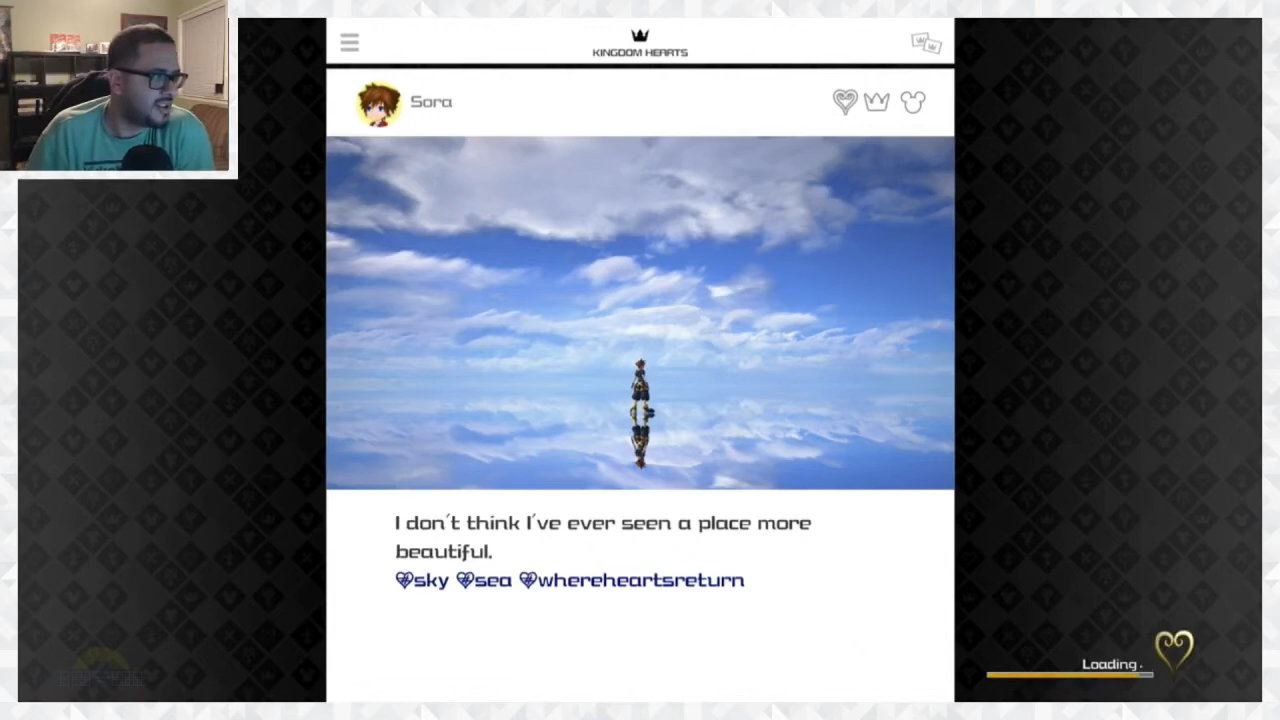 KINGDOM HEARTS
Sora
I don't think I've ever seen a place more
beautiful.
sky sea whereheartsreturn
Loading.